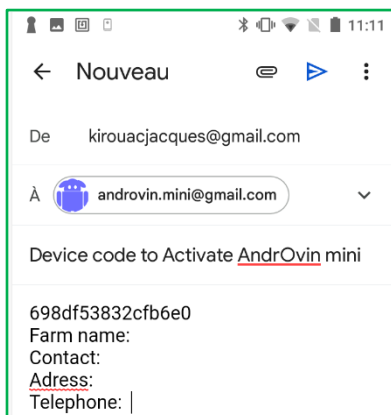 11:11
Nouveau
De kirouacjacques@gmail.com
À androvin.mini@gmail.com
Device code to Activate AndrOvin mini
698df53832cfb6e0
Farm name:
Contact:
Adress:
Telephone: